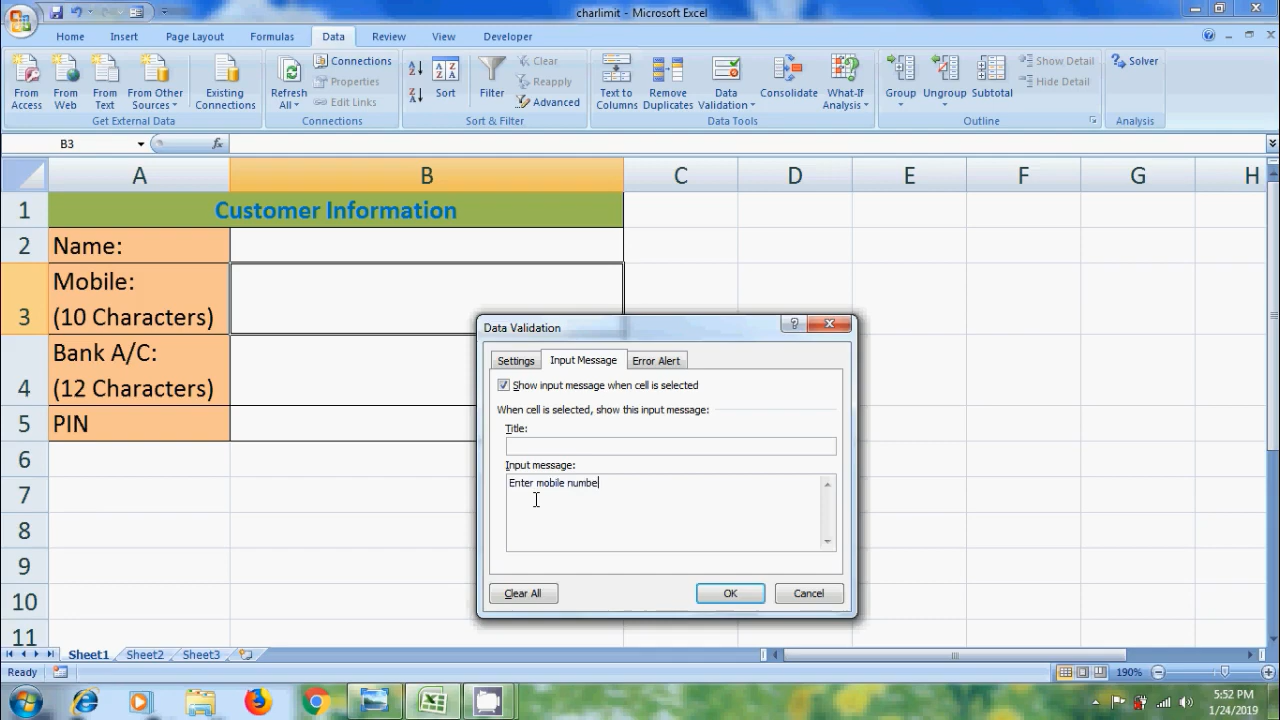 charlimit - Microsoft Excel
Home Insert Page Layout Formulas Data Review View Developer
From Access
From Web
From Text
From Other Sources
Existing Connections
Get External Data
Refresh All
Connections
Properties
Edit Links
Connections
Sort
Filter
Clear
Reapply
Advanced
Sort & Filter
Text to Columns
Remove Duplicates
Data Validation
Consolidate
What-If Analysis
Data Tools
Group
Ungroup
Subtotal
Show Detail
Hide Detail
Outline
Solver
Analysis
B3 fx
A B C D E F G H
1 Customer Information
2 Name:
3 Mobile:
(10 Characters)
4 Bank A/C:
(12 Characters)
5 PIN
6
7
8
9
10
11
Data Validation
Settings Input Message Error Alert
Show input message when cell is selected
When cell is selected, show this input message:
Title:
Input message:
Enter mobile numbe
Clear All OK Cancel
Sheet1 Sheet2 Sheet3
Ready 190%
5:52 PM
1/24/2019